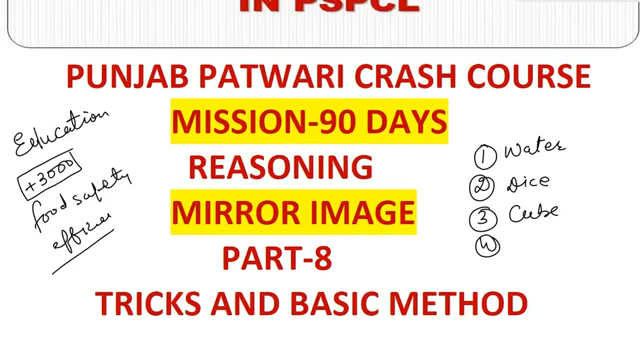 IN PSPCL
PUNJAB PATWARI CRASH COURSE
MISSION-90 DAYS
REASONING
MIRROR IMAGE
PART-8
TRICKS AND BASIC METHOD
Education
+3000
food safety
① Water
② Dice
③ Cube
④